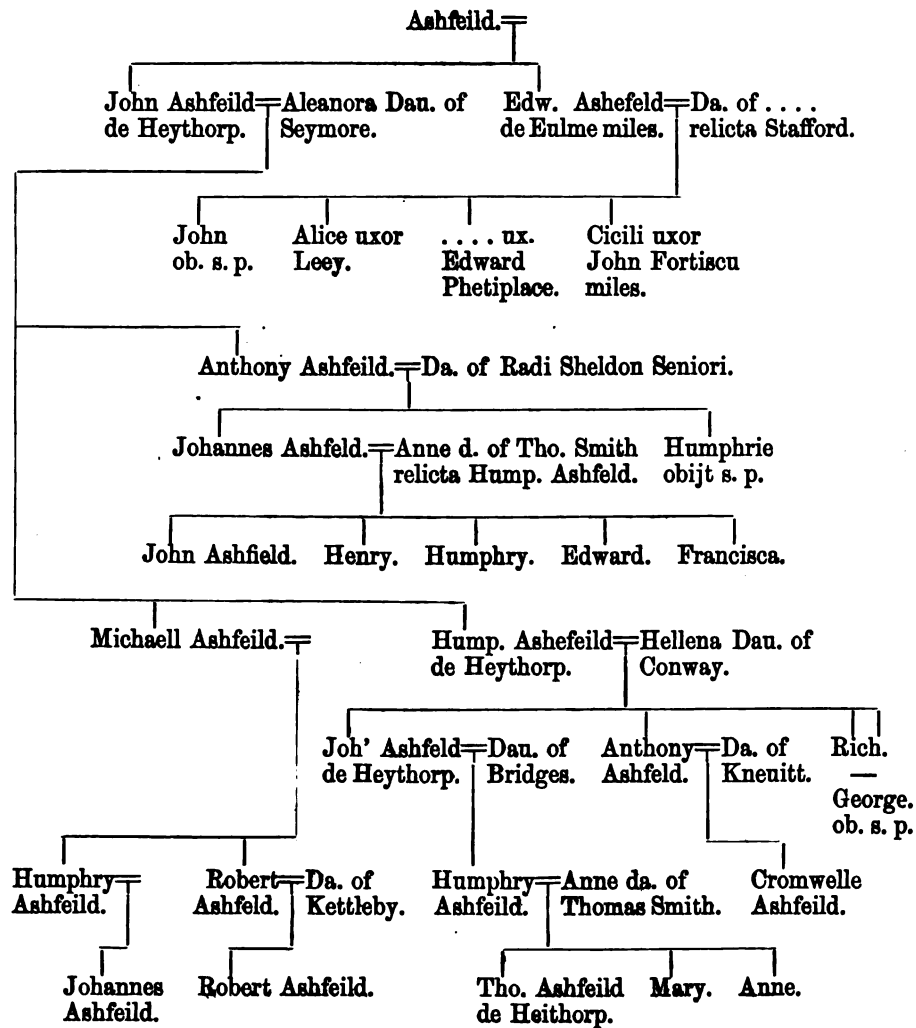 Ashfeild.
John Ashfeild Aleanora Dau. of Edw. Ashefeld Da. of . . . .
de Heythorp. Seymore. de Eulme miles. relicta Stafford.
John Alice uxor . . . . ux. Cicili uxor
ob. s. p. Leey. Edward John Fortiscu
Phetiplace. miles.
Anthony Ashfeild. Da. of Radi Sheldon Seniori.
Johannes Ashfeld. Anne d. of Tho. Smith Humphrie
relicta Hump. Ashfeld. obijt s. p.
John Ashfield. Henry. Humphry. Edward. Francisca.
Michaell Ashfeild. Hump. Ashefeild Hellena Dau. of
de Heythorp. Conway.
Joh' Ashfeld Dau. of Anthony Da. of Rich.
de Heythorp. Bridges. Ashfeld. Kneuitt. —
George.
ob. s. p.
Humphry Robert Da. of Humphry Anne da. of Cromwelle
Ashfeild. Ashfeld. Kettleby. Ashfeild. Thomas Smith. Ashfeild.
Johannes Robert Ashfeild. Tho. Ashfeild Mary. Anne.
Ashfeild. de Heithorp.